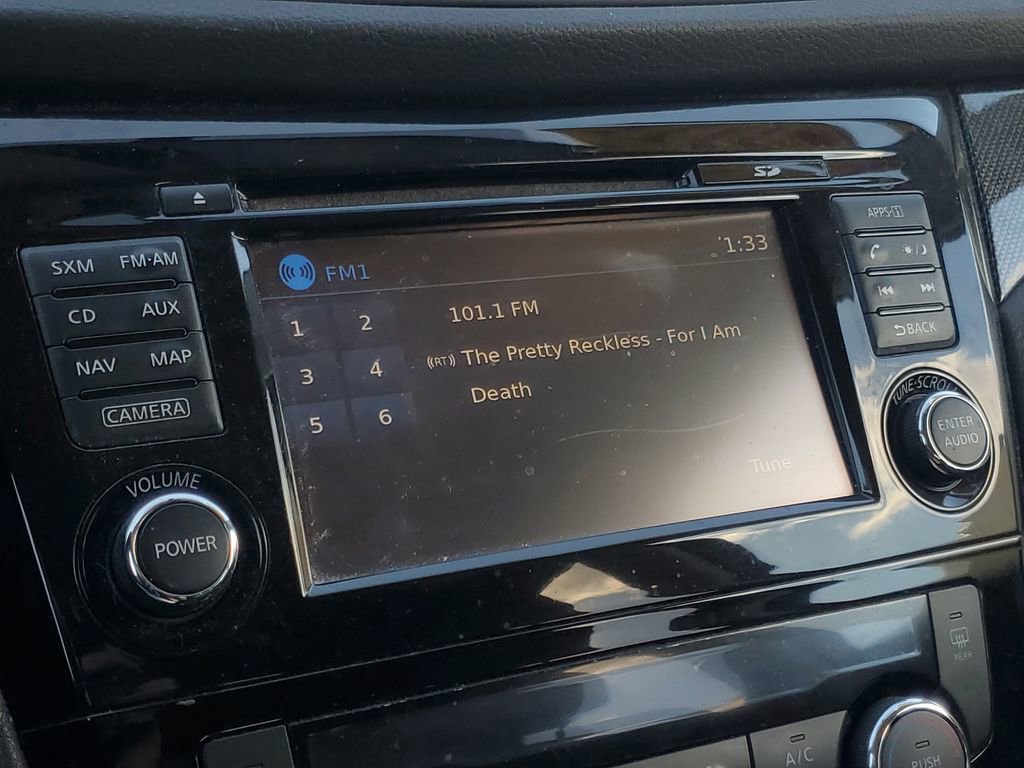 SD
APPS·i
SXM FM·AM
CD AUX
NAV MAP
CAMERA
VOLUME
POWER
FM1
1:33
1 2
3 4
5 6
101.1 FM
((RT)) The Pretty Reckless - For I Am
Death
Tune
BACK
TUNE·SCROLL
ENTER
AUDIO
REAR
A/C
PUSH